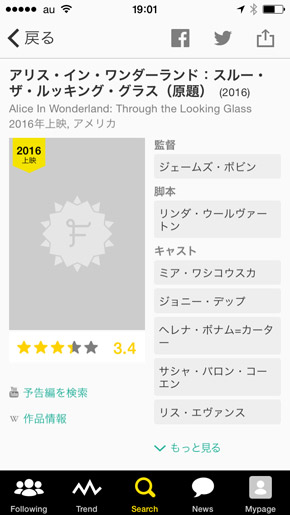 au 19:01
戻る
アリス・イン・ワンダーランド:スルー・
ザ・ルッキング・グラス（原題） (2016)
Alice In Wonderland: Through the Looking Glass
2016年上映, アメリカ
2016
上映
3.4
予告編を検索
W 作品情報
監督
ジェームズ・ボビン
脚本
リンダ・ウールヴァー
トン
キャスト
ミア・ワシコウスカ
ジョニー・デップ
ヘレナ・ボナム=カータ
ー
サシャ・バロン・コー
エン
リス・エヴァンス
もっと見る
Following Trend Search News Mypage